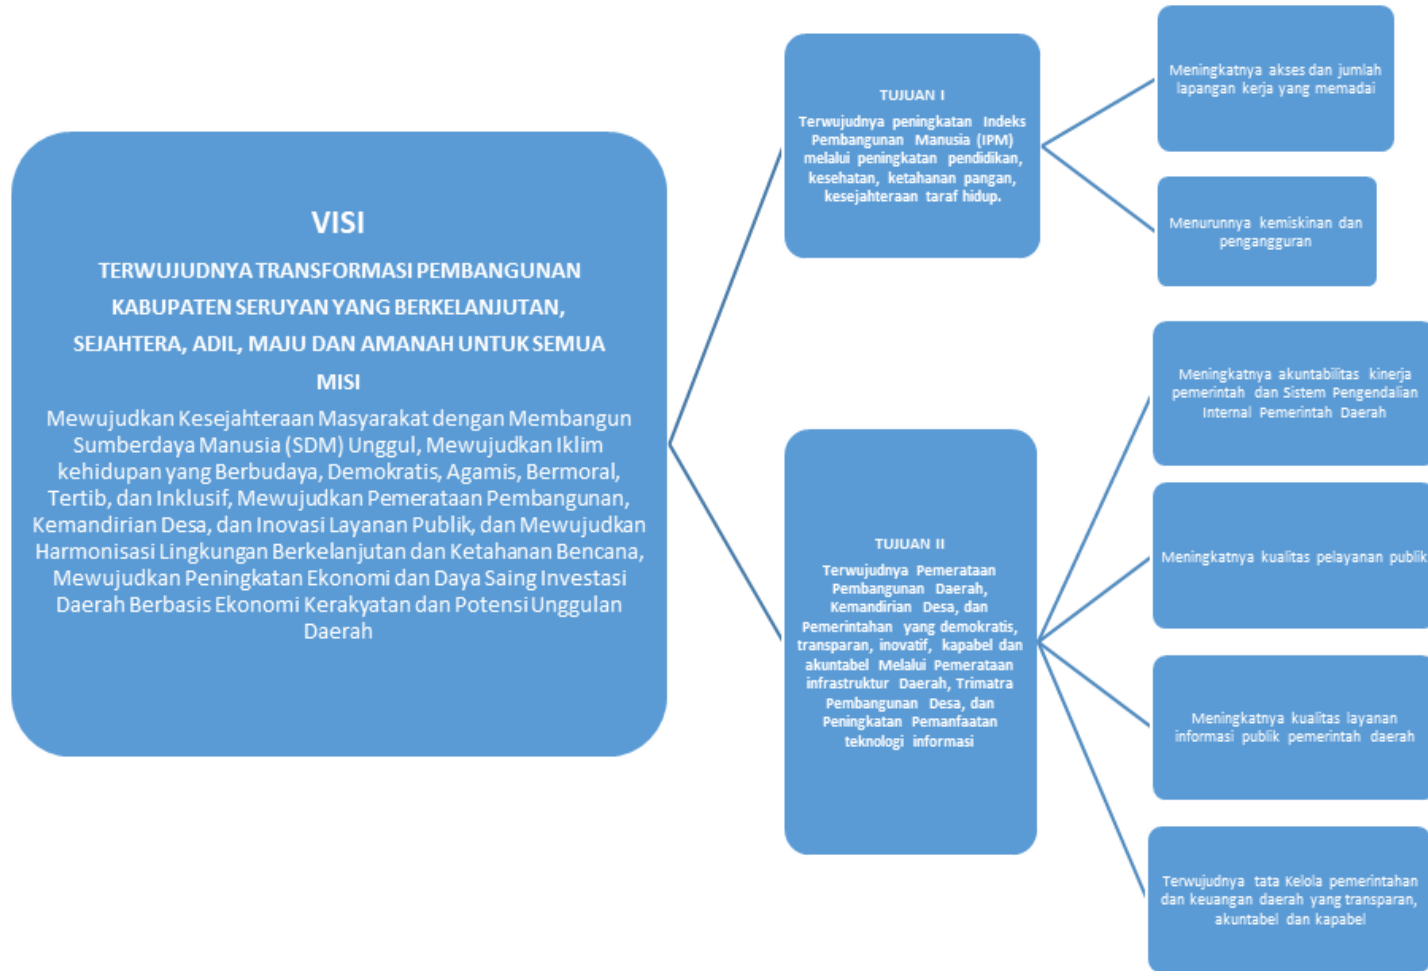 VISI
TERWUJUDNYA TRANSFORMASI PEMBANGUNAN
KABUPATEN SERUYAN YANG BERKELANJUTAN,
SEJAHTERA, ADIL, MAJU DAN AMANAH UNTUK SEMUA
MISI
Mewujudkan Kesejahteraan Masyarakat dengan Membangun
Sumberdaya Manusia (SDM) Unggul, Mewujudkan Iklim
kehidupan yang Berbudaya, Demokratis, Agamis, Bermoral,
Tertib, dan Inklusif, Mewujudkan Pemerataan Pembangunan,
Kemandirian Desa, dan Inovasi Layanan Publik, dan Mewujudkan
Harmonisasi Lingkungan Berkelanjutan dan Ketahanan Bencana,
Mewujudkan Peningkatan Ekonomi dan Daya Saing Investasi
Daerah Berbasis Ekonomi Kerakyatan dan Potensi Unggulan
Daerah
TUJUAN I
Terwujudnya peningkatan Indeks
Pembangunan Manusia (IPM)
melalui peningkatan pendidikan,
kesehatan, ketahanan pangan,
kesejahteraan taraf hidup.
Meningkatnya akses dan jumlah
lapangan kerja yang memadai
Menurunnya kemiskinan dan
pengangguran
TUJUAN II
Terwujudnya Pemerataan
Pembangunan Daerah,
Kemandirian Desa, dan
Pemerintahan yang demokratis,
transparan, inovatif, kapabel dan
akuntabel Melalui Pemerataan
infrastruktur Daerah, Trimatra
Pembangunan Desa, dan
Peningkatan Pemanfaatan
teknologi informasi
Meningkatnya akuntabilitas kinerja
pemerintah dan Sistem Pengendalian
Internal Pemerintah Daerah
Meningkatnya kualitas pelayanan publik
Meningkatnya kualitas layanan
informasi publik pemerintah daerah
Terwujudnya tata Kelola pemerintahan
dan keuangan daerah yang transparan,
akuntabel dan kapabel